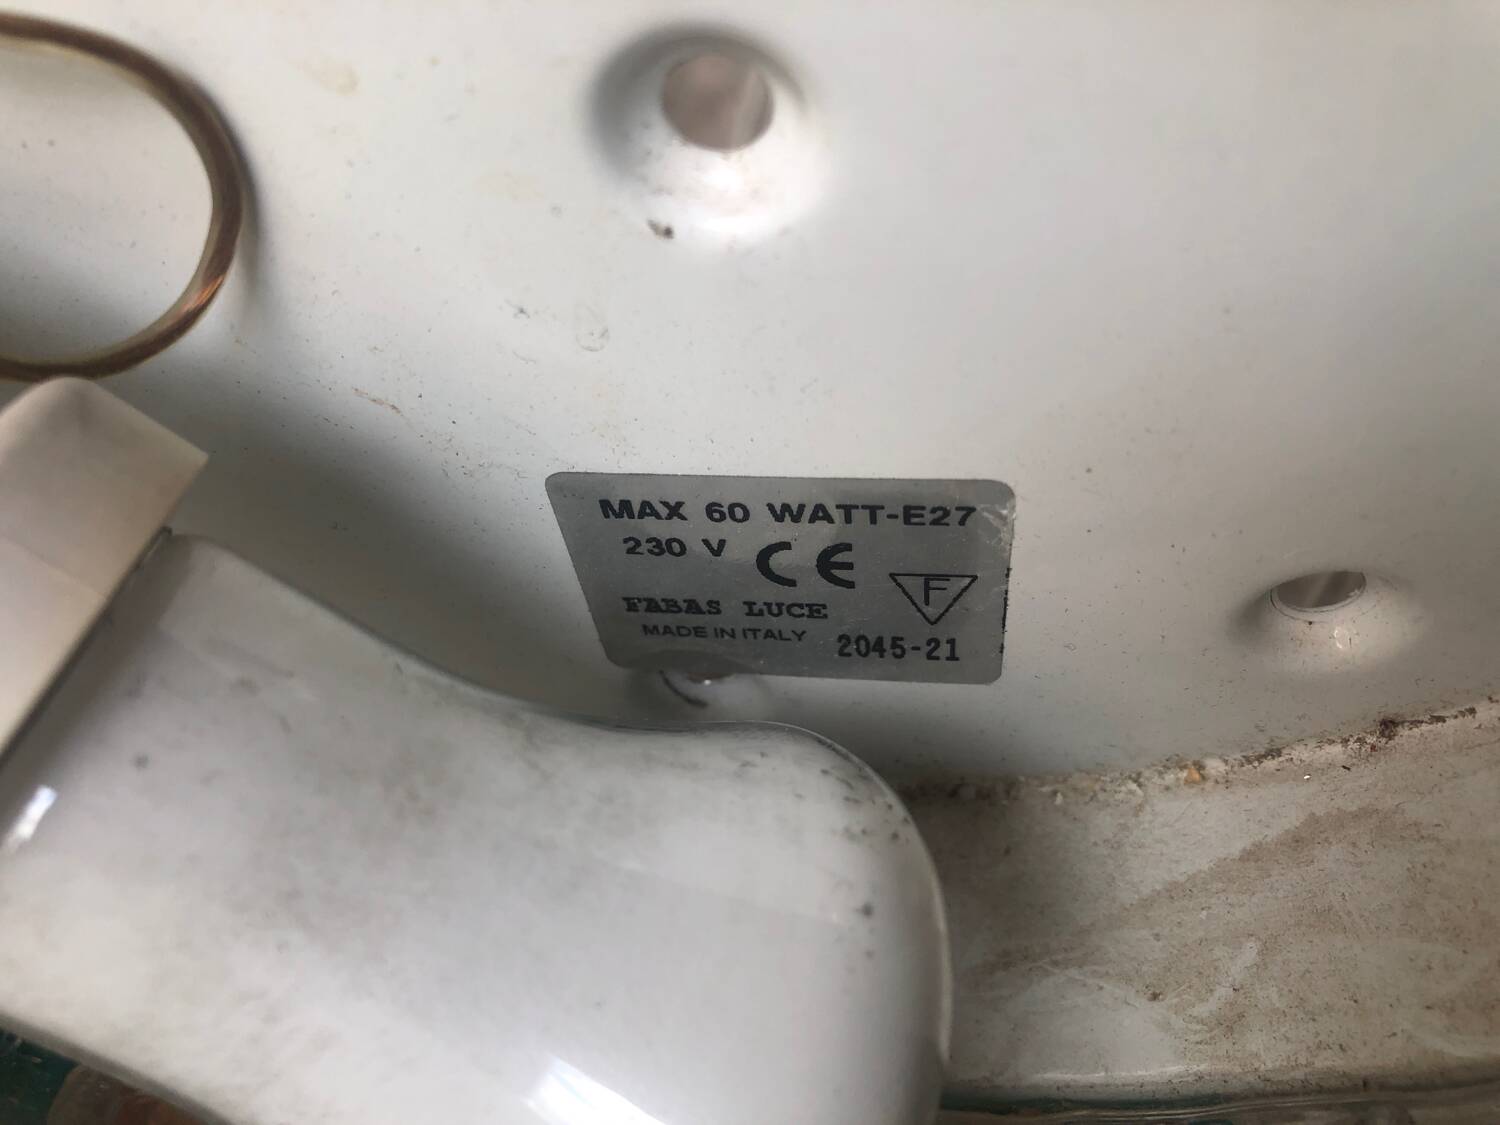 MAX 60 WATT-E27
230 V CE
F
FABAS LUCE
MADE IN ITALY 2045-21